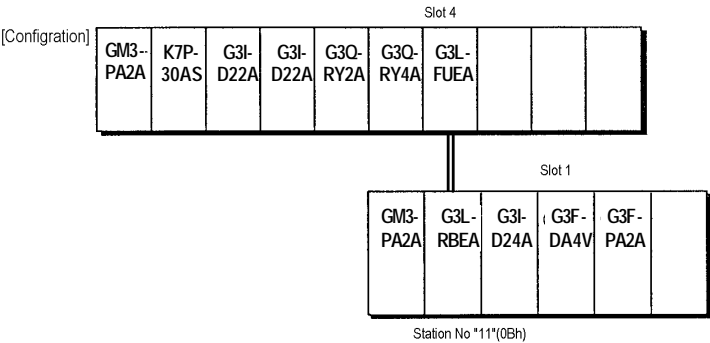 Slot 4
[Configration]
GM3-- K7P- G3I- G3I- G3Q- G3Q- G3L-
PA2A 30AS D22A D22A RY2A RY4A FUEA
Slot 1
GM3- G3L- G3I- ( G3F- G3F-
PA2A RBEA D24A DA4V PA2A
Station No "11"(0Bh)